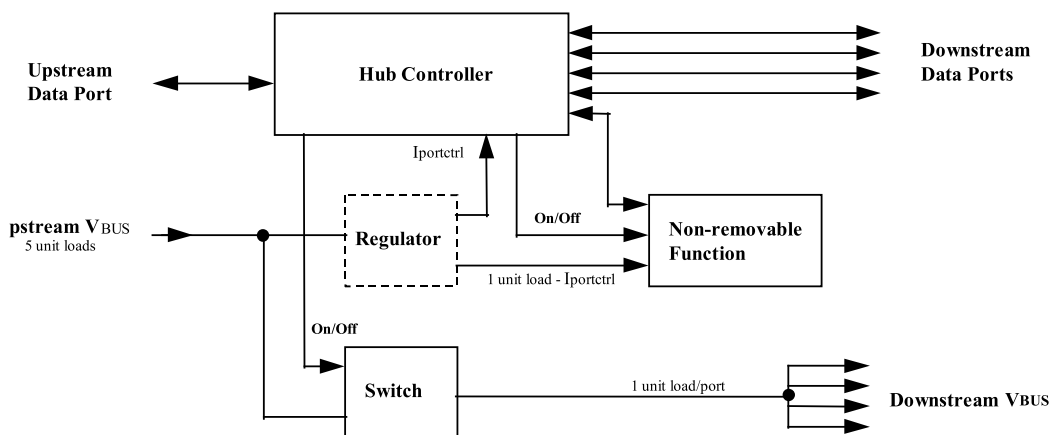 Hub Controller
Upstream
Data Port
Downstream
Data Ports
Iportctrl
pstream VBUS
5 unit loads
Regulator
On/Off
Non-removable
Function
1 unit load - Iportctrl
On/Off
Switch
1 unit load/port
Downstream VBUS